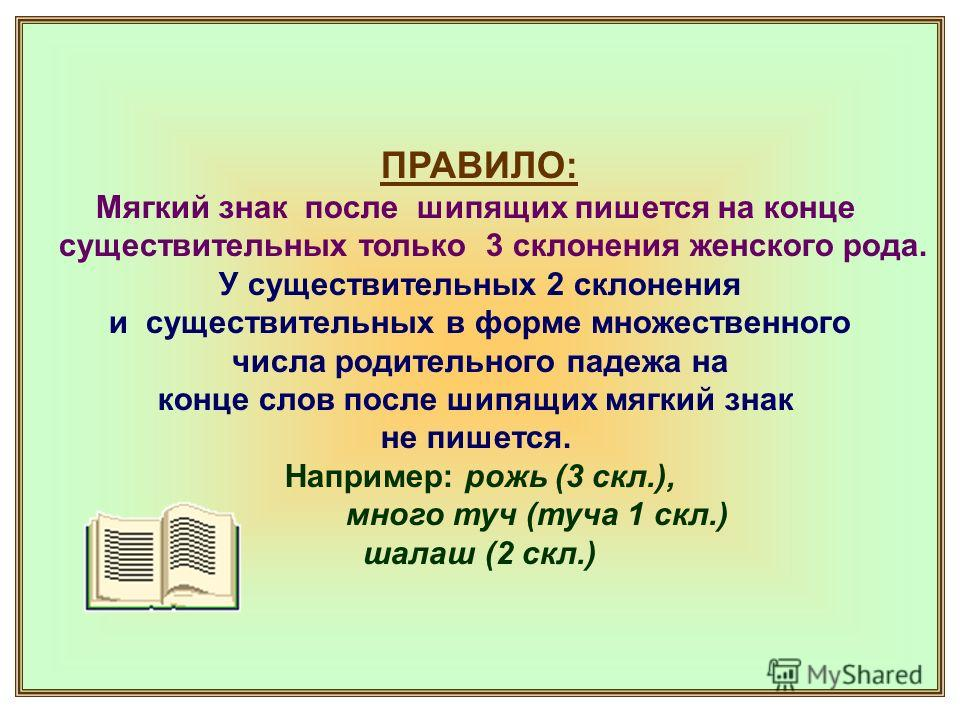 ПРАВИЛО:
Мягкий знак после шипящих пишется на конце
существительных только 3 склонения женского рода.
У существительных 2 склонения
и существительных в форме множественного
числа родительного падежа на
конце слов после шипящих мягкий знак
не пишется.
Например: рожь (3 скл.),
много туч (туча 1 скл.)
шалаш (2 скл.)
MyShared